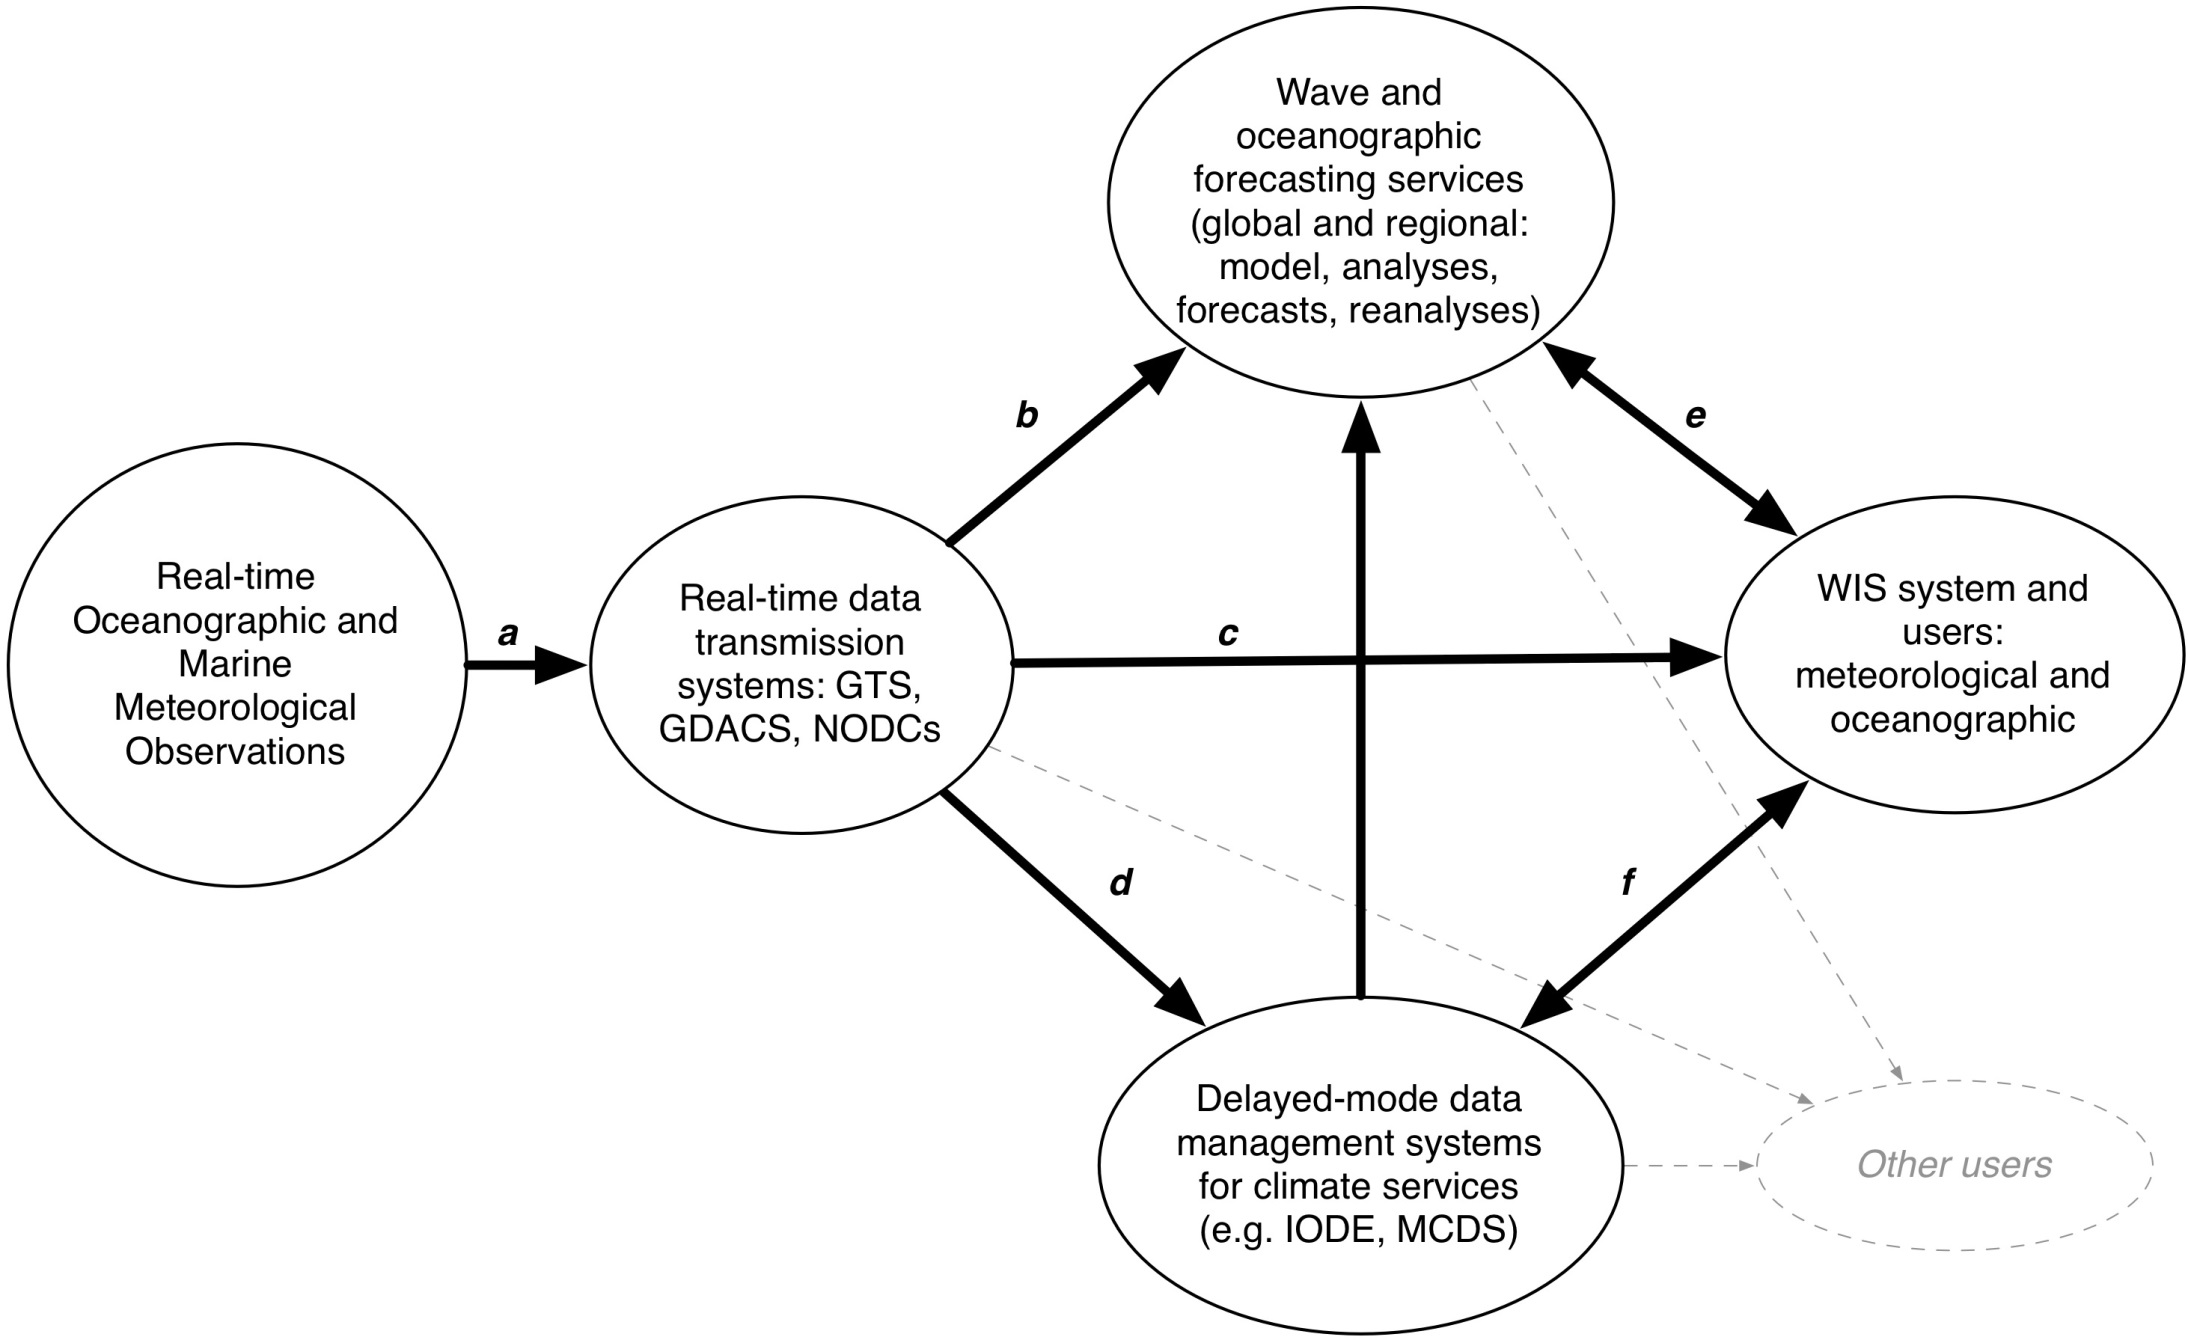 Wave and
oceanographic
forecasting services
(global and regional:
model, analyses,
forecasts, reanalyses)
b
e
Real-time
Oceanographic and
Marine
Meteorological
Observations
a
Real-time data
transmission
systems: GTS,
GDACS, NODCs
c
WIS system and
users:
meteorological and
oceanographic
d
f
Delayed-mode data
management systems
for climate services
(e.g. IODE, MCDS)
Other users